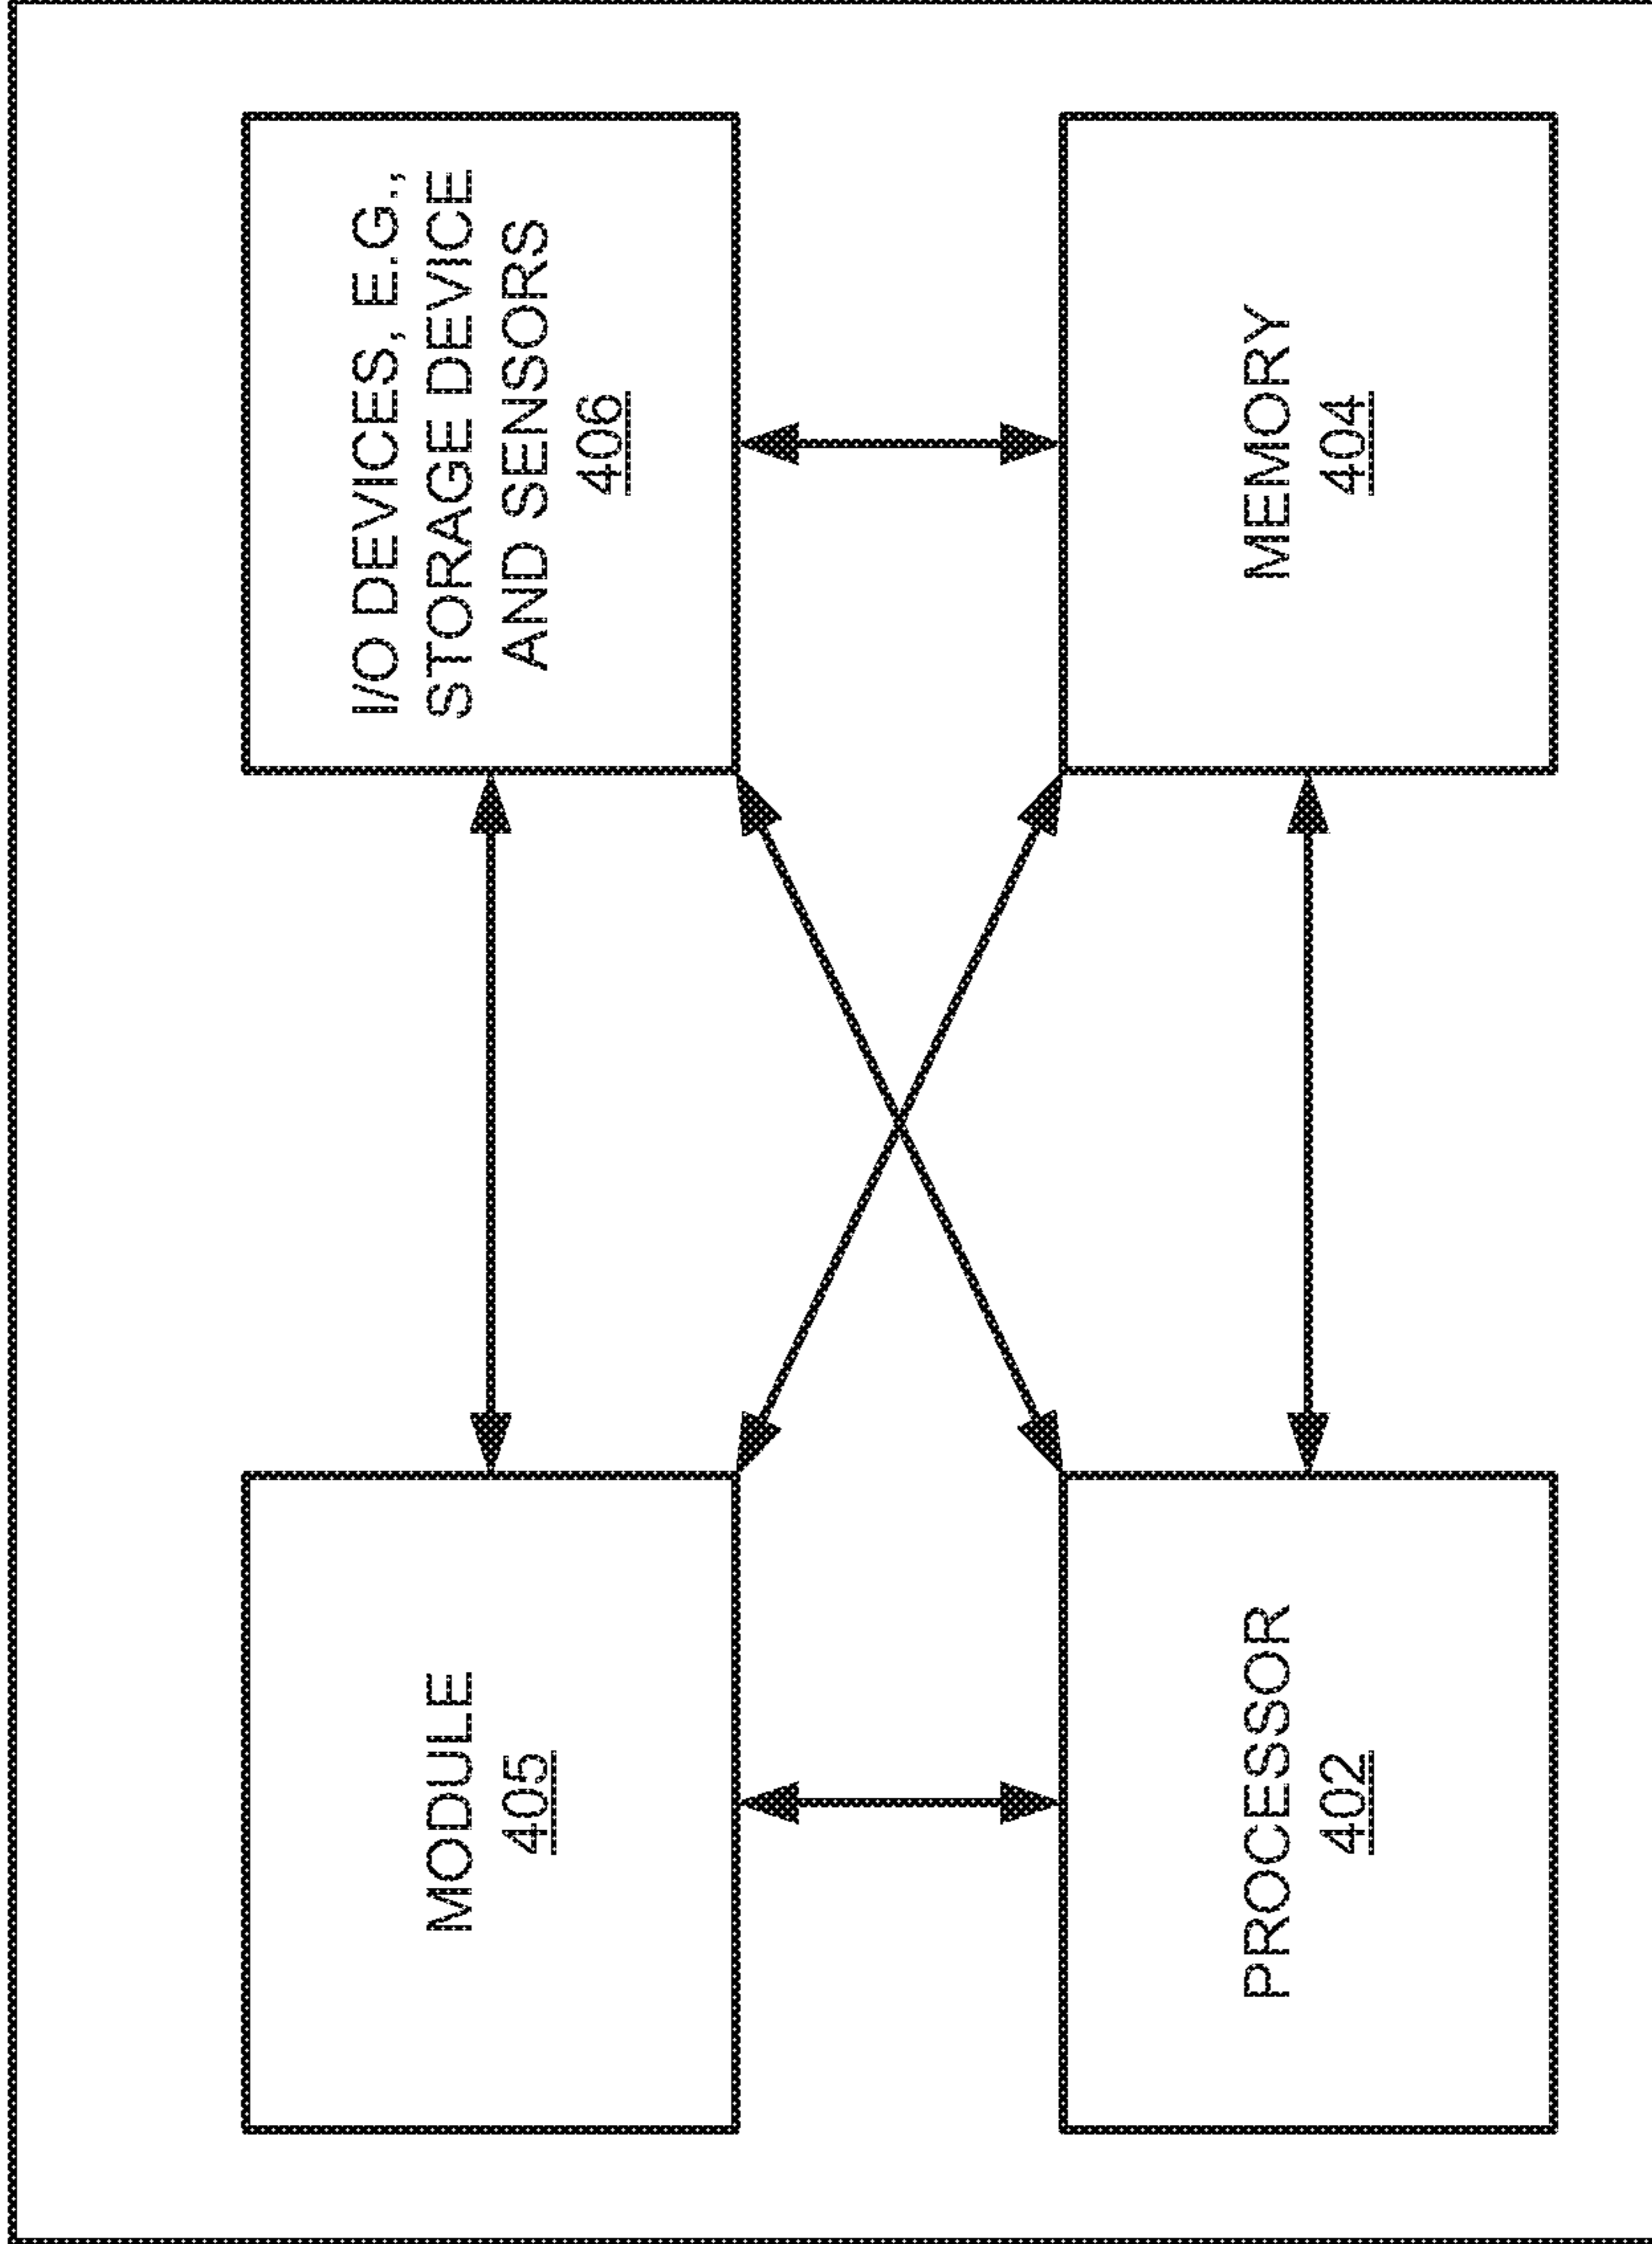 MODULE
405
I/O DEVICES, E.G.,
STORAGE DEVICE
AND SENSORS
406
PROCESSOR
402
MEMORY
404